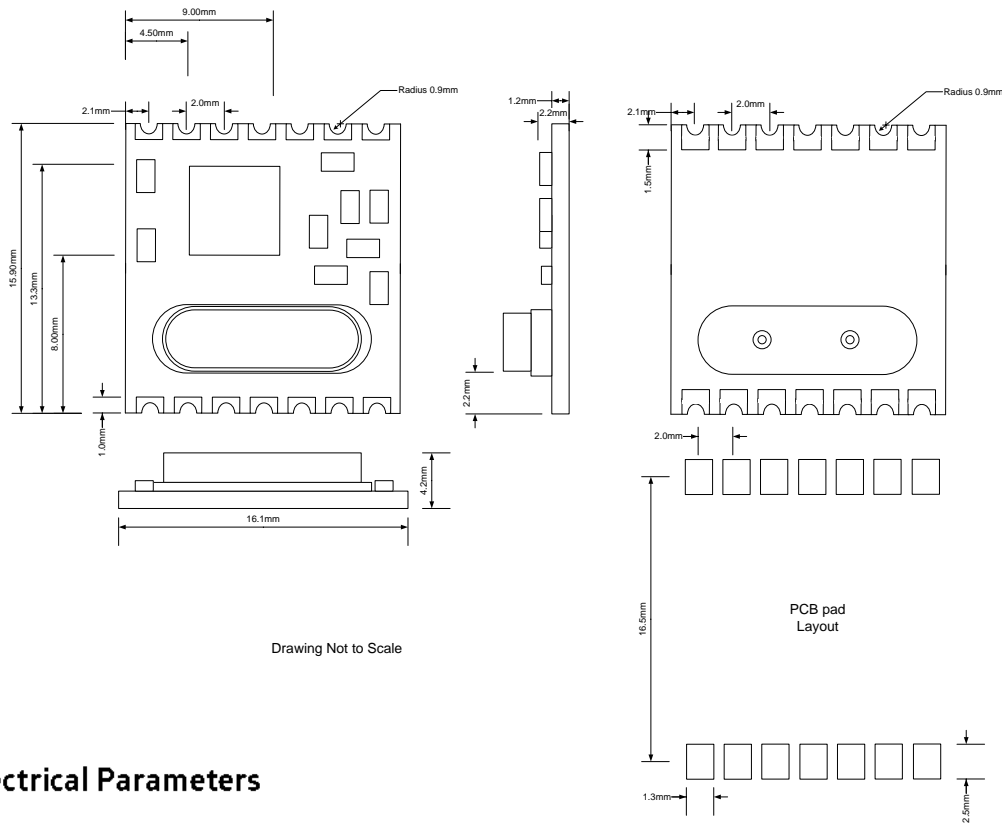 9.00mm
4.50mm
2.1mm
2.0mm
Radius 0.9mm
15.90mm
13.3mm
8.00mm
1.0mm
1.2mm
2.2mm
2.2mm
2.1mm
2.0mm
Radius 0.9mm
1.5mm
4.2mm
16.1mm
2.0mm
16.5mm
PCB pad
Layout
Drawing Not to Scale
1.3mm
2.5mm
ectrical Parameters